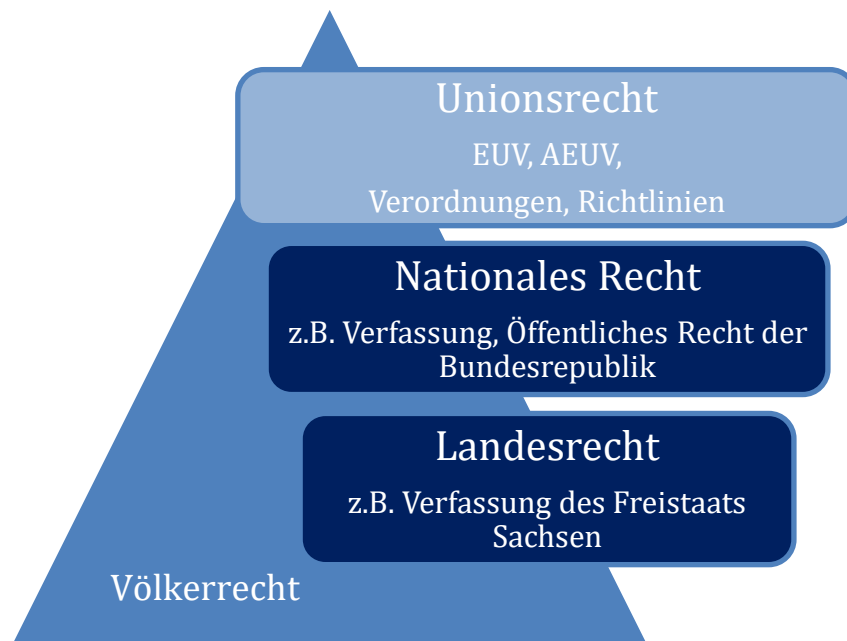 Unionsrecht
EUV, AEUV,
Verordnungen, Richtlinien
Nationales Recht
z.B. Verfassung, Öffentliches Recht der
Bundesrepublik
Landesrecht
z.B. Verfassung des Freistaats
Sachsen
Völkerrecht